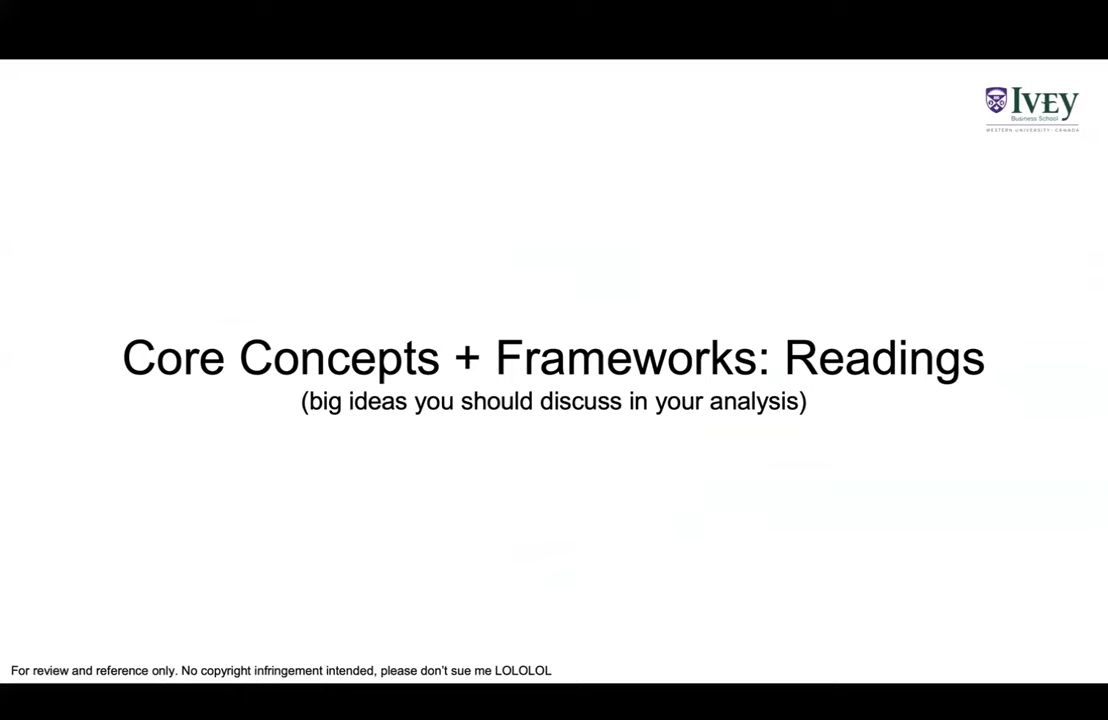 IVEY
Business School
WESTERN UNIVERSITY · CANADA
Core Concepts + Frameworks: Readings
(big ideas you should discuss in your analysis)
For review and reference only. No copyright infringement intended, please don't sue me LOLOLOL